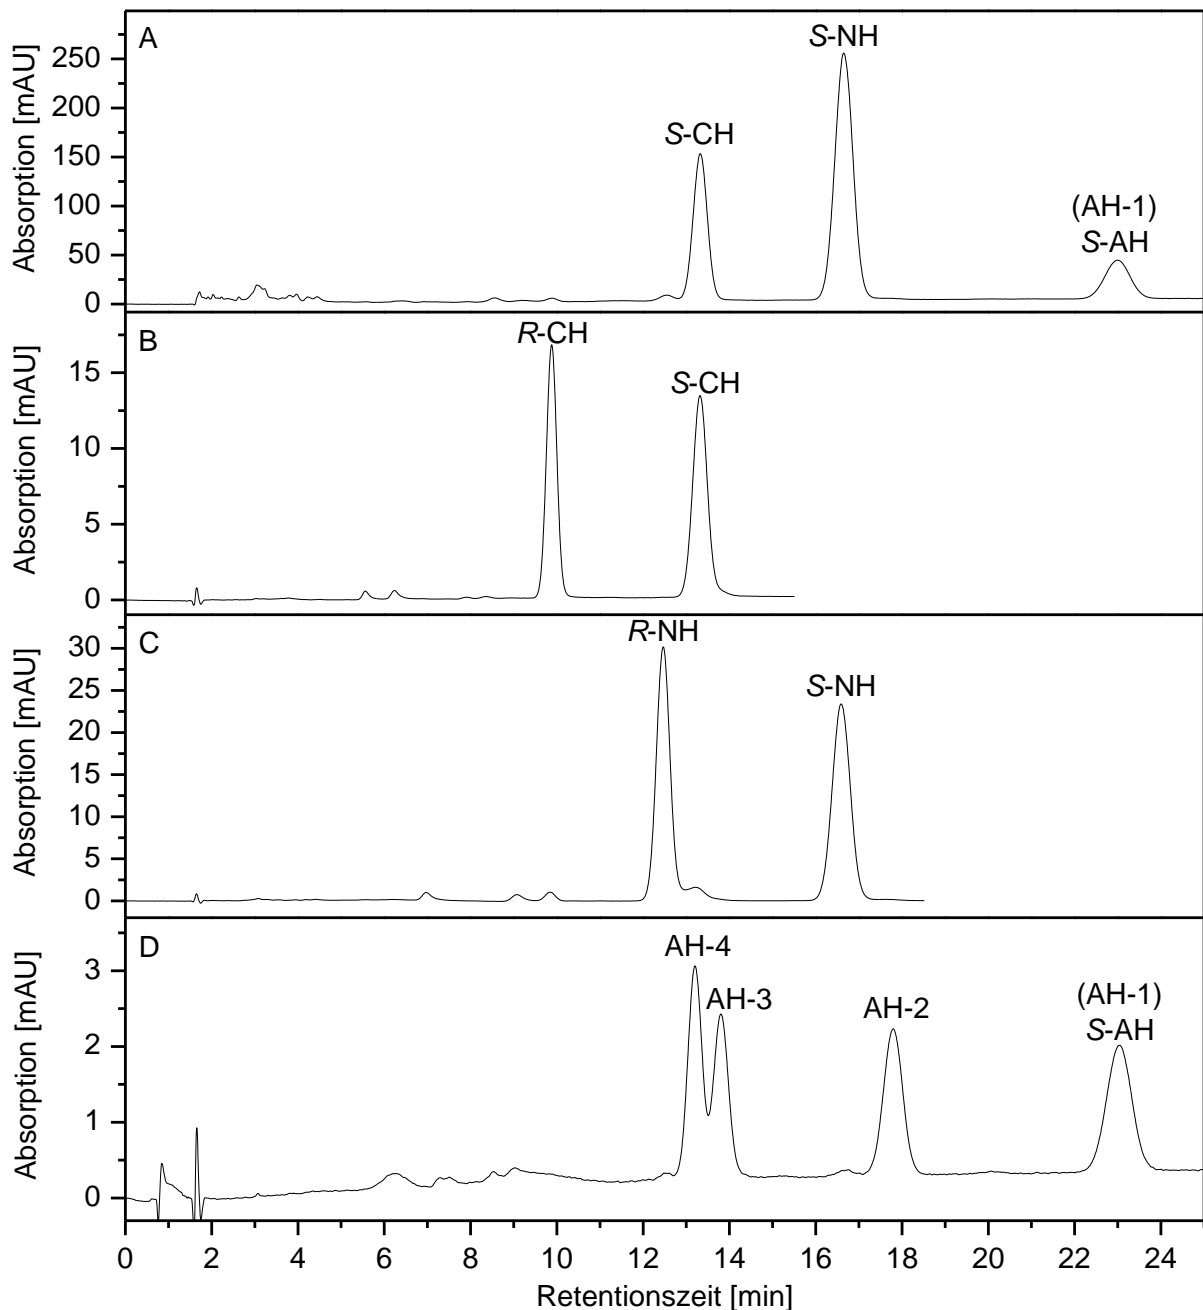 A
S-NH
S-CH
(AH-1)
S-AH
Absorption [mAU]
250
200
150
100
50
0
B
R-CH
S-CH
Absorption [mAU]
15
10
5
0
C
R-NH
S-NH
Absorption [mAU]
30
25
20
15
10
5
0
D
AH-4
AH-3
AH-2
(AH-1)
S-AH
Absorption [mAU]
3
2
1
0
0 2 4 6 8 10 12 14 16 18 20 22 24
Retentionszeit [min]